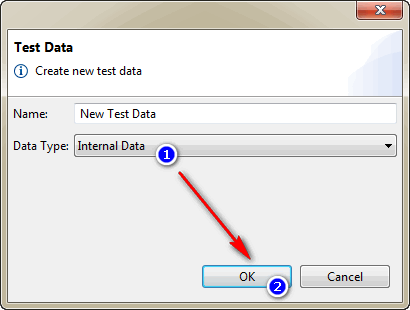 Test Data
Create new test data
Name: New Test Data
Data Type: Internal Data
1
OK Cancel
2